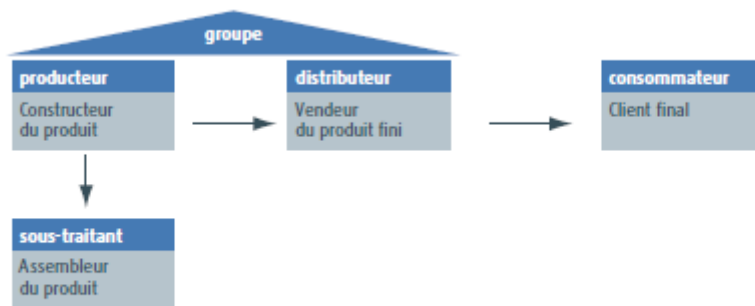 groupe
producteur
Constructeur
du produit
distributeur
Vendeur
du produit fini
consommateur
Client final
sous-traitant
Assembleur
du produit